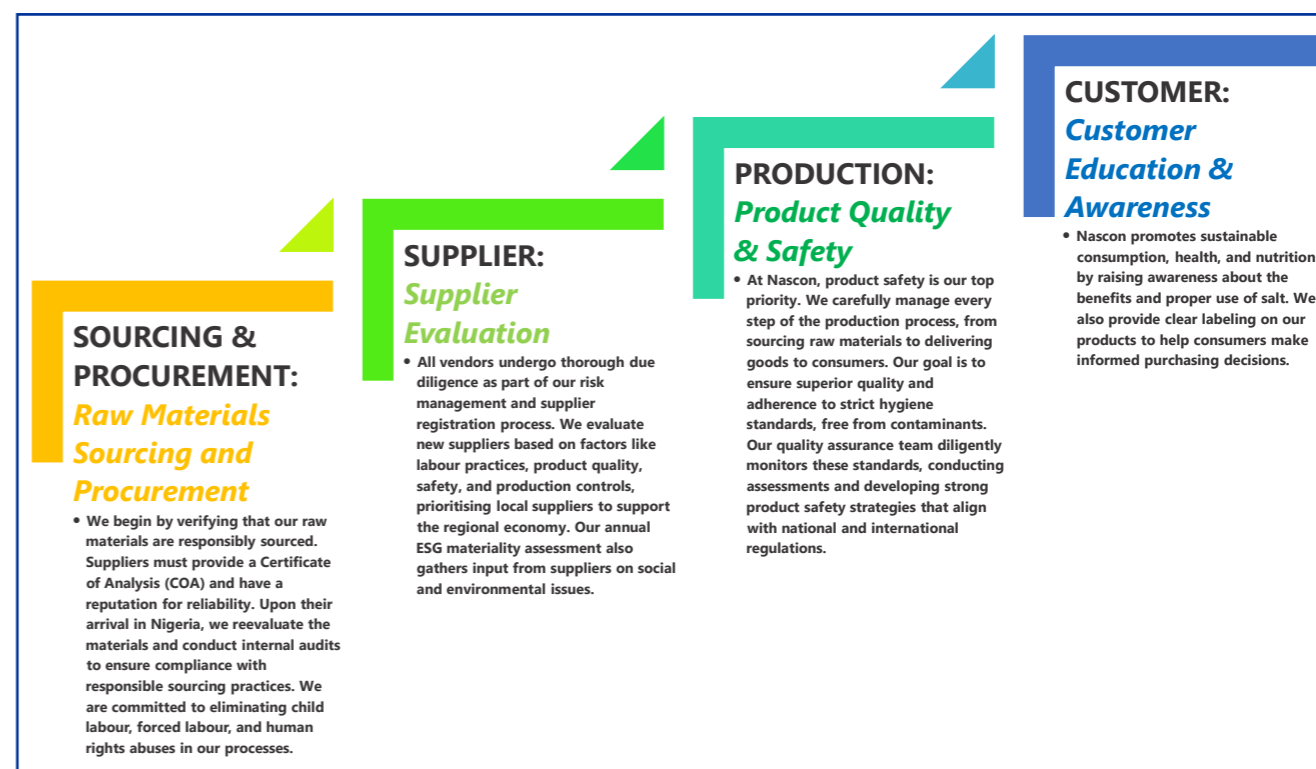 SOURCING &
PROCUREMENT:
Raw Materials
Sourcing and
Procurement
• We begin by verifying that our raw
materials are responsibly sourced.
Suppliers must provide a Certificate
of Analysis (COA) and have a
reputation for reliability. Upon their
arrival in Nigeria, we reevaluate the
materials and conduct internal audits
to ensure compliance with
responsible sourcing practices. We
are committed to eliminating child
labour, forced labour, and human
rights abuses in our processes.
SUPPLIER:
Supplier
Evaluation
• All vendors undergo thorough due
diligence as part of our risk
management and supplier
registration process. We evaluate
new suppliers based on factors like
labour practices, product quality,
safety, and production controls,
prioritising local suppliers to support
the regional economy. Our annual
ESG materiality assessment also
gathers input from suppliers on social
and environmental issues.
PRODUCTION:
Product Quality
& Safety
• At Nascon, product safety is our top
priority. We carefully manage every
step of the production process, from
sourcing raw materials to delivering
goods to consumers. Our goal is to
ensure superior quality and
adherence to strict hygiene
standards, free from contaminants.
Our quality assurance team diligently
monitors these standards, conducting
assessments and developing strong
product safety strategies that align
with national and international
regulations.
CUSTOMER:
Customer
Education &
Awareness
• Nascon promotes sustainable
consumption, health, and nutrition
by raising awareness about the
benefits and proper use of salt. We
also provide clear labeling on our
products to help consumers make
informed purchasing decisions.